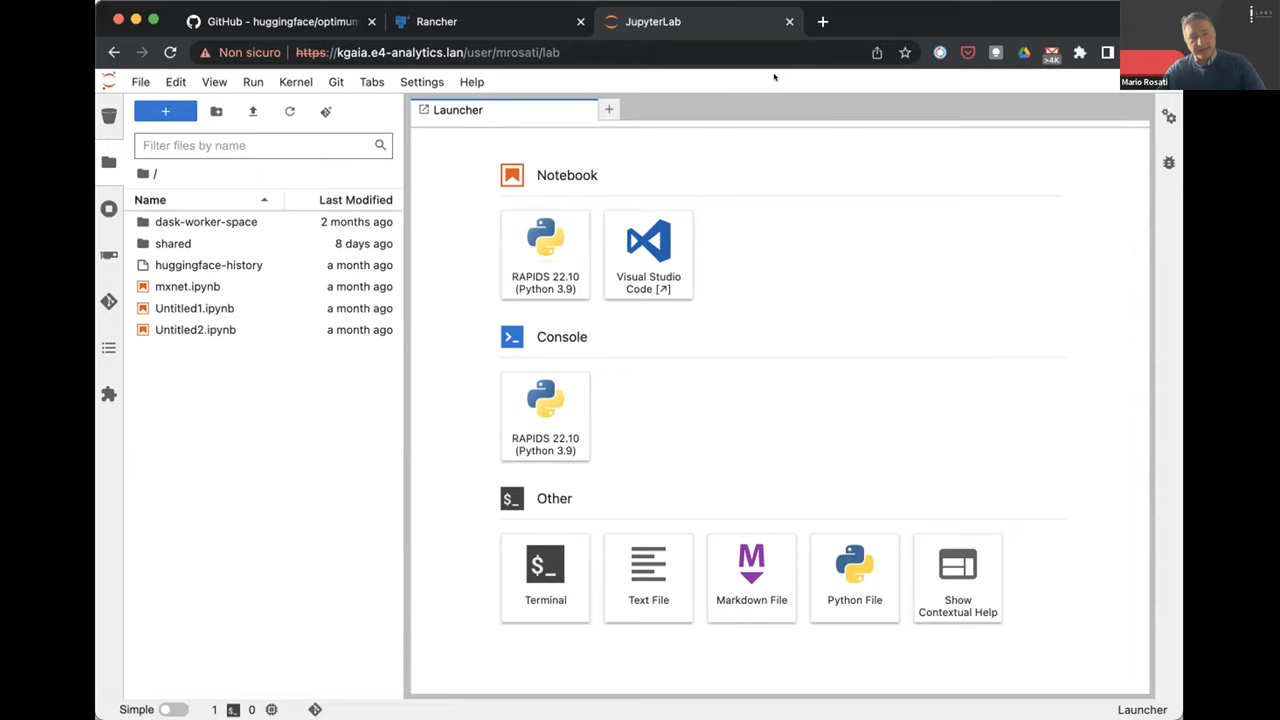 GitHub - huggingface/optimum
Rancher
JupyterLab
Non sicuro
https://kgaia.e4-analytics.lan/user/mrosati/lab
>4K
LABS
Mario Rosati
File Edit View Run Kernel Git Tabs Settings Help
Launcher
Filter files by name
/
Name Last Modified
dask-worker-space 2 months ago
shared 8 days ago
huggingface-history a month ago
mxnet.ipynb a month ago
Untitled1.ipynb a month ago
Untitled2.ipynb a month ago
Notebook
RAPIDS 22.10
(Python 3.9)
Visual Studio
Code [↗]
Console
RAPIDS 22.10
(Python 3.9)
$_ Other
$_
Terminal
Text File
M
Markdown File
Python File
Show
Contextual Help
Simple 1 $_ 0 Launcher